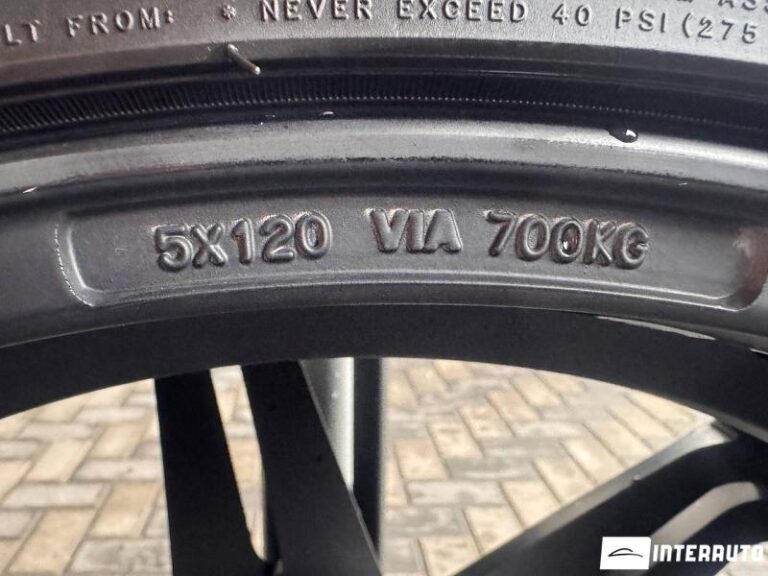 LT FROM: * NEVER EXCEED 40 PSI (275
5X120 VIA 700KG
INTERAUTO